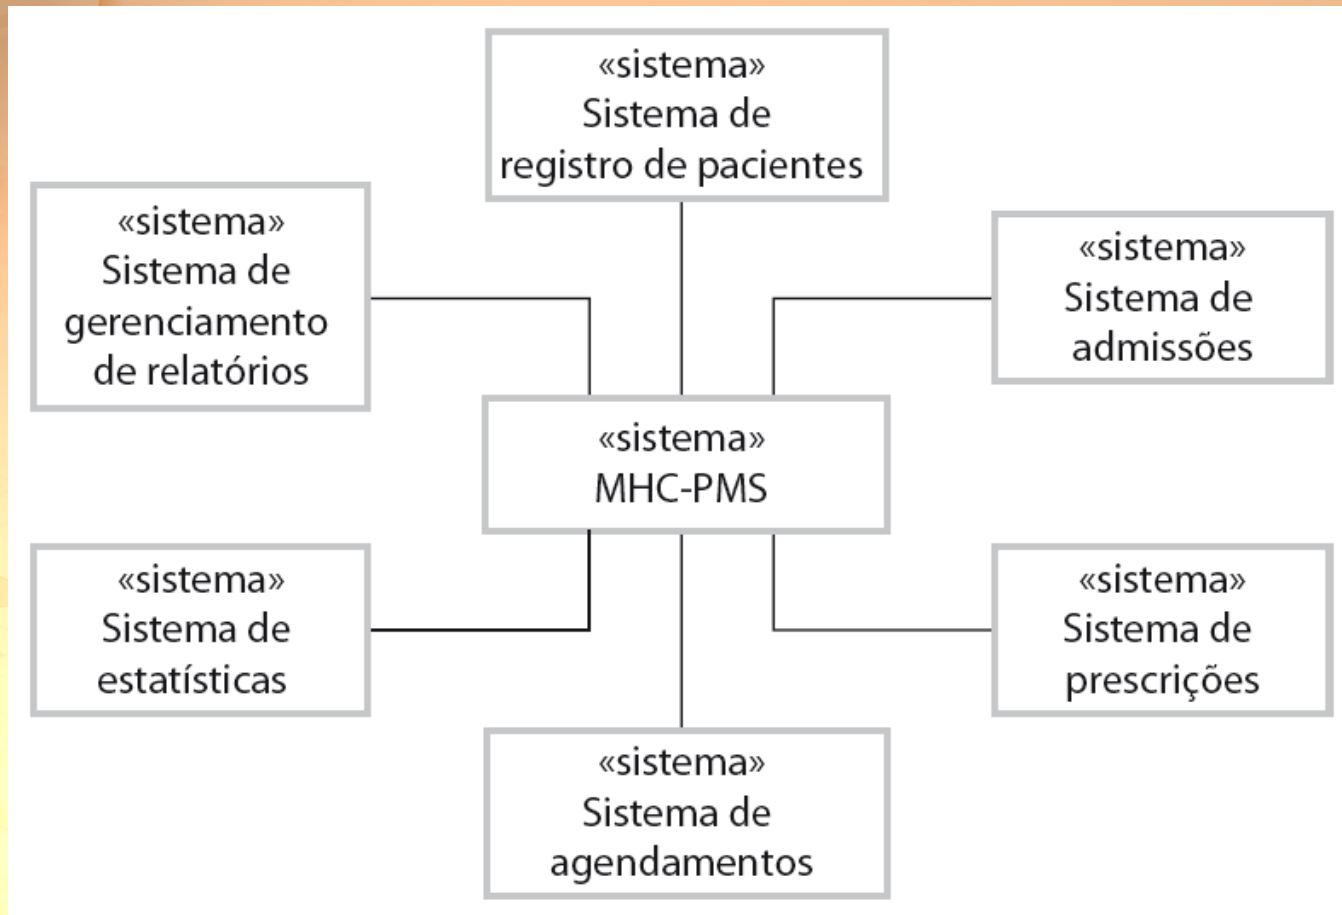 «sistema»
Sistema de
registro de pacientes
«sistema»
Sistema de
gerenciamento
de relatórios
«sistema»
Sistema de
admissões
«sistema»
MHC-PMS
«sistema»
Sistema de
estatísticas
«sistema»
Sistema de
prescrições
«sistema»
Sistema de
agendamentos